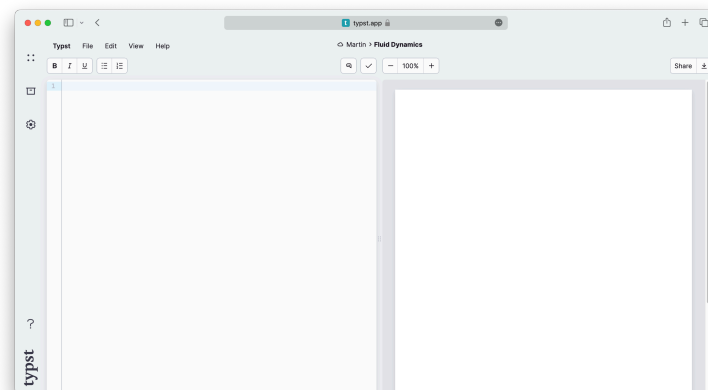 t typst.app
Typst File Edit View Help
Martin > Fluid Dynamics
B I U
100%
Share
1
?
typst